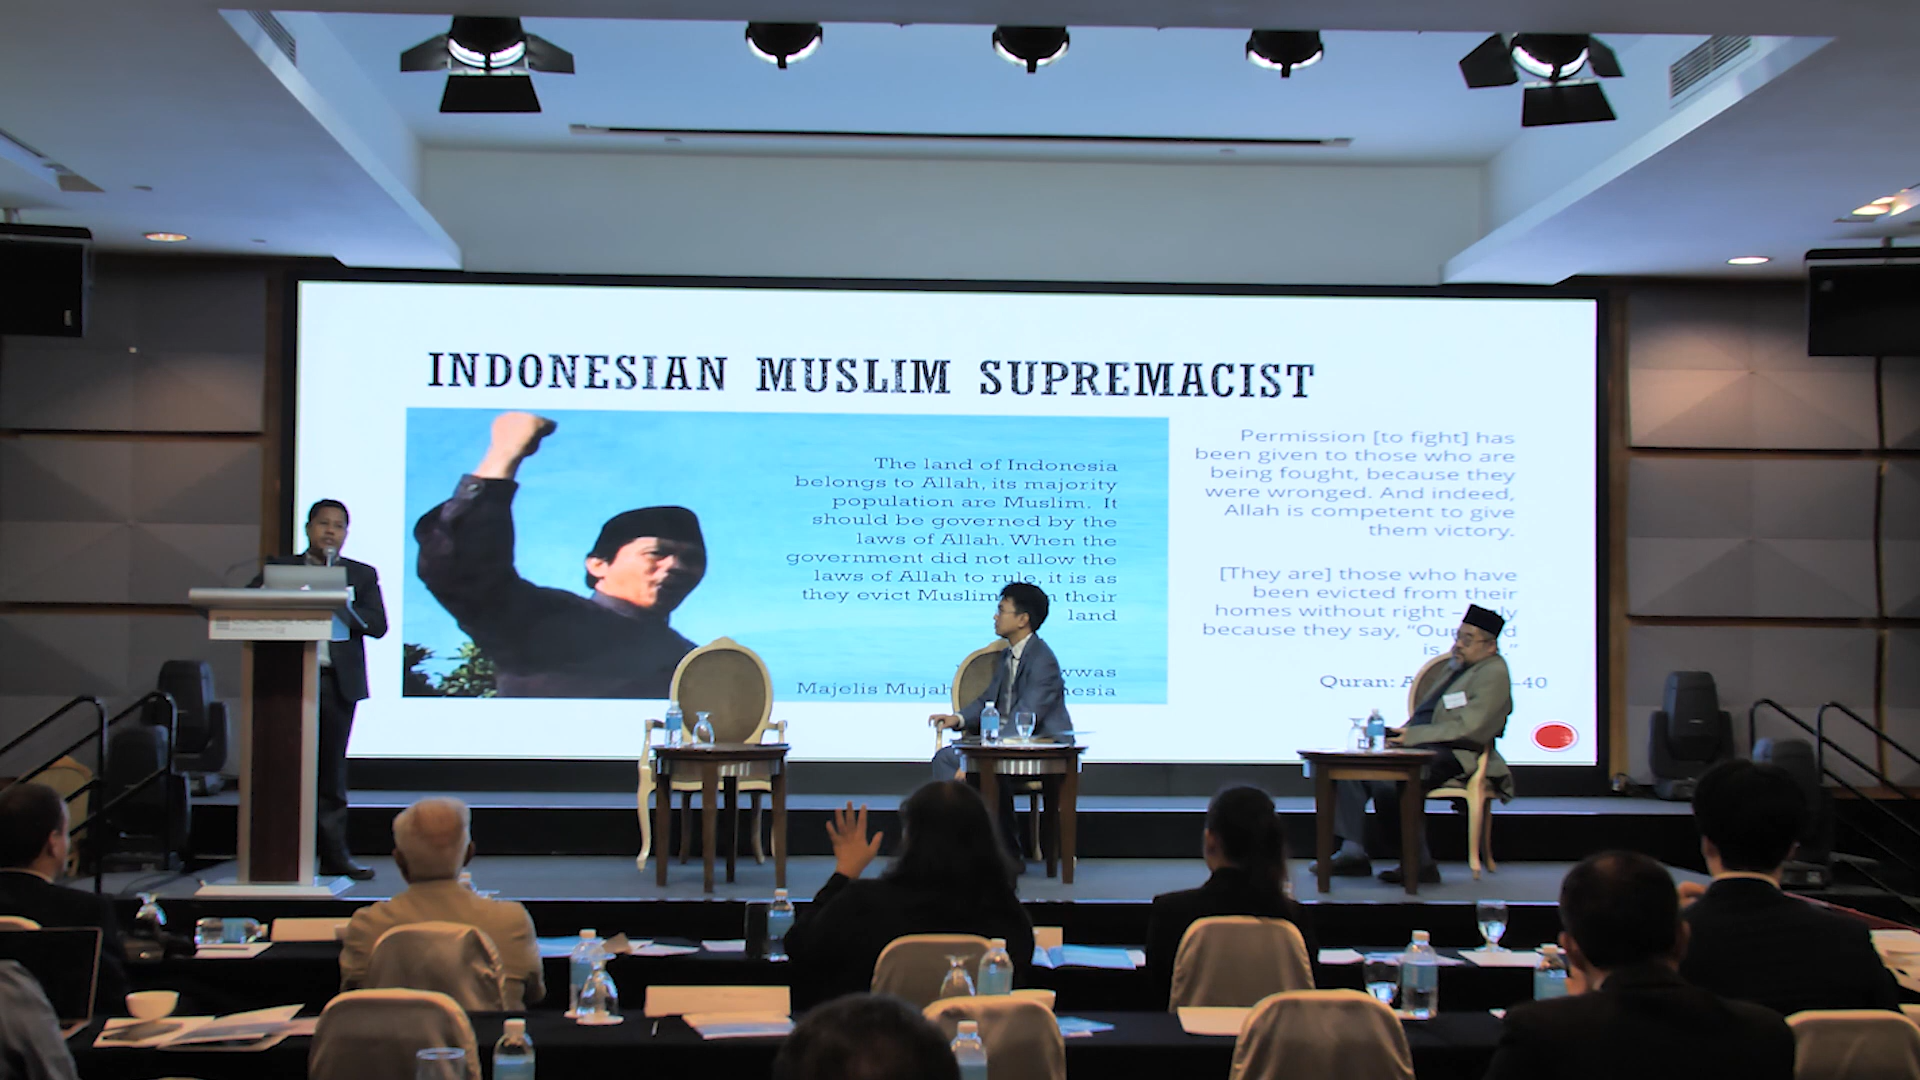 INDONESIAN MUSLIM SUPREMACIST
The land of Indonesia
belongs to Allah, its majority
population are Muslim. It
should be governed by the
laws of Allah. When the
government did not allow the
laws of Allah to rule, it is as
they evict Muslim their
land
Majelis
Permission [to fight] has
been given to those who are
being fought, because they
were wronged. And indeed,
Allah is competent to give
them victory.
[They are] those who have
been evicted from their
homes without right –
because they say, “Our
is
Quran: -40